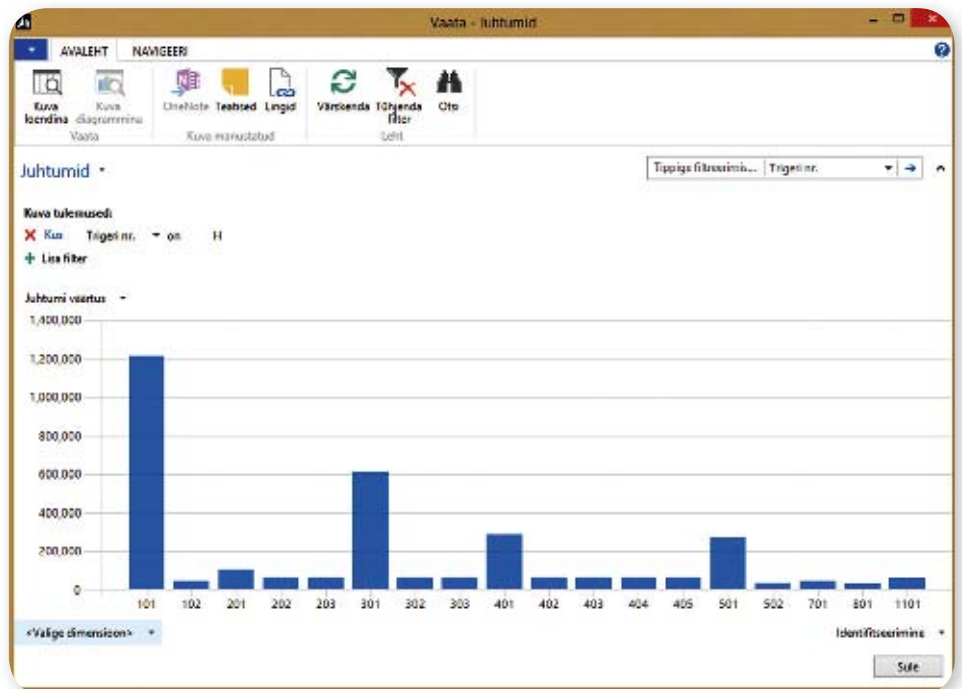 Vaata - Juhtumid
AVALEHT NAVIGEERI
Kuva loendina
Kuva diagrammina
OneNote Teatised Lingid
Värskenda Tühjenda filter Otsi
Vaata Kuva manustatud Leht
Juhtumid
Tippige filtreerimis... Trigeri nr.
Kuva tulemused:
Kus Trigeri nr. on H
Lisa filter
Juhtumi väärtus
1,400,000
1,200,000
1,000,000
800,000
600,000
400,000
200,000
0
101 102 201 202 203 301 302 303 401 402 403 404 405 501 502 701 801 1101
<Valige dimensioon> Identifitseerimine
Sule